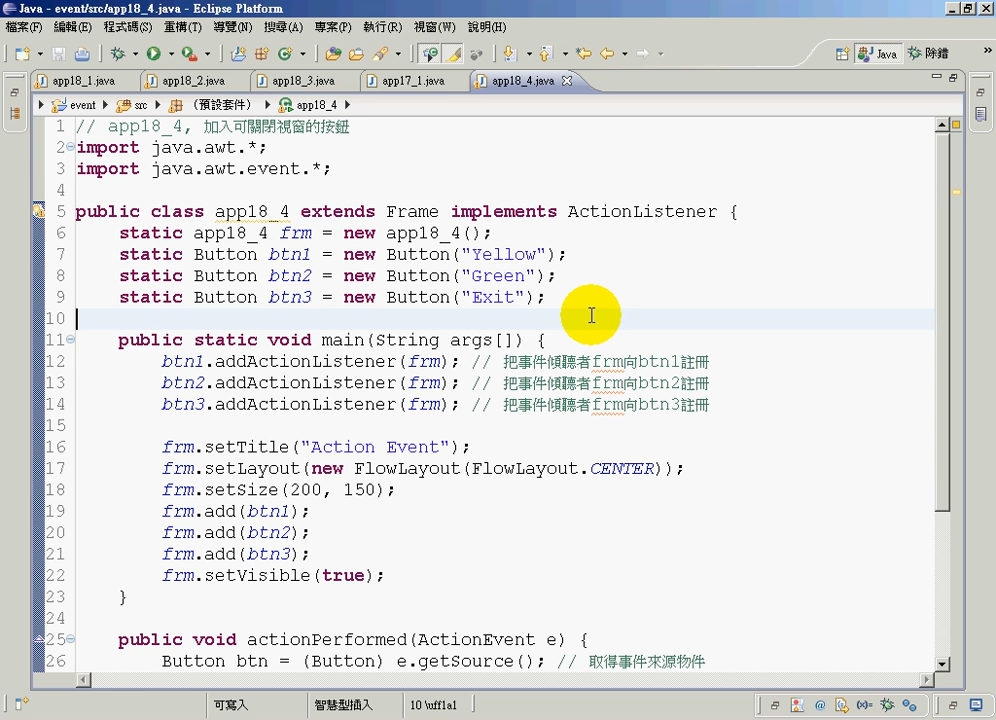 Java - event/src/app18_4.java - Eclipse Platform
檔案(F) 編輯(E) 程式碼(S) 重構(T) 導覽(N) 搜尋(A) 專案(P) 執行(R) 視窗(W) 說明(H)
Java 除錯 »
app18_1.java app18_2.java app18_3.java app17_1.java app18_4.java
event src (預設套件) app18_4
1 // app18_4, 加入可關閉視窗的按鈕
2 import java.awt.*;
3 import java.awt.event.*;
4
5 public class app18_4 extends Frame implements ActionListener {
6 static app18_4 frm = new app18_4();
7 static Button btn1 = new Button("Yellow");
8 static Button btn2 = new Button("Green");
9 static Button btn3 = new Button("Exit");
10
11 public static void main(String args[]) {
12 btn1.addActionListener(frm); // 把事件傾聽者frm向btn1註冊
13 btn2.addActionListener(frm); // 把事件傾聽者frm向btn2註冊
14 btn3.addActionListener(frm); // 把事件傾聽者frm向btn3註冊
15
16 frm.setTitle("Action Event");
17 frm.setLayout(new FlowLayout(FlowLayout.CENTER));
18 frm.setSize(200, 150);
19 frm.add(btn1);
20 frm.add(btn2);
21 frm.add(btn3);
22 frm.setVisible(true);
23 }
24
25 public void actionPerformed(ActionEvent e) {
26 Button btn = (Button) e.getSource(); // 取得事件來源物件
可寫入 智慧型插入 10 \uff1a1